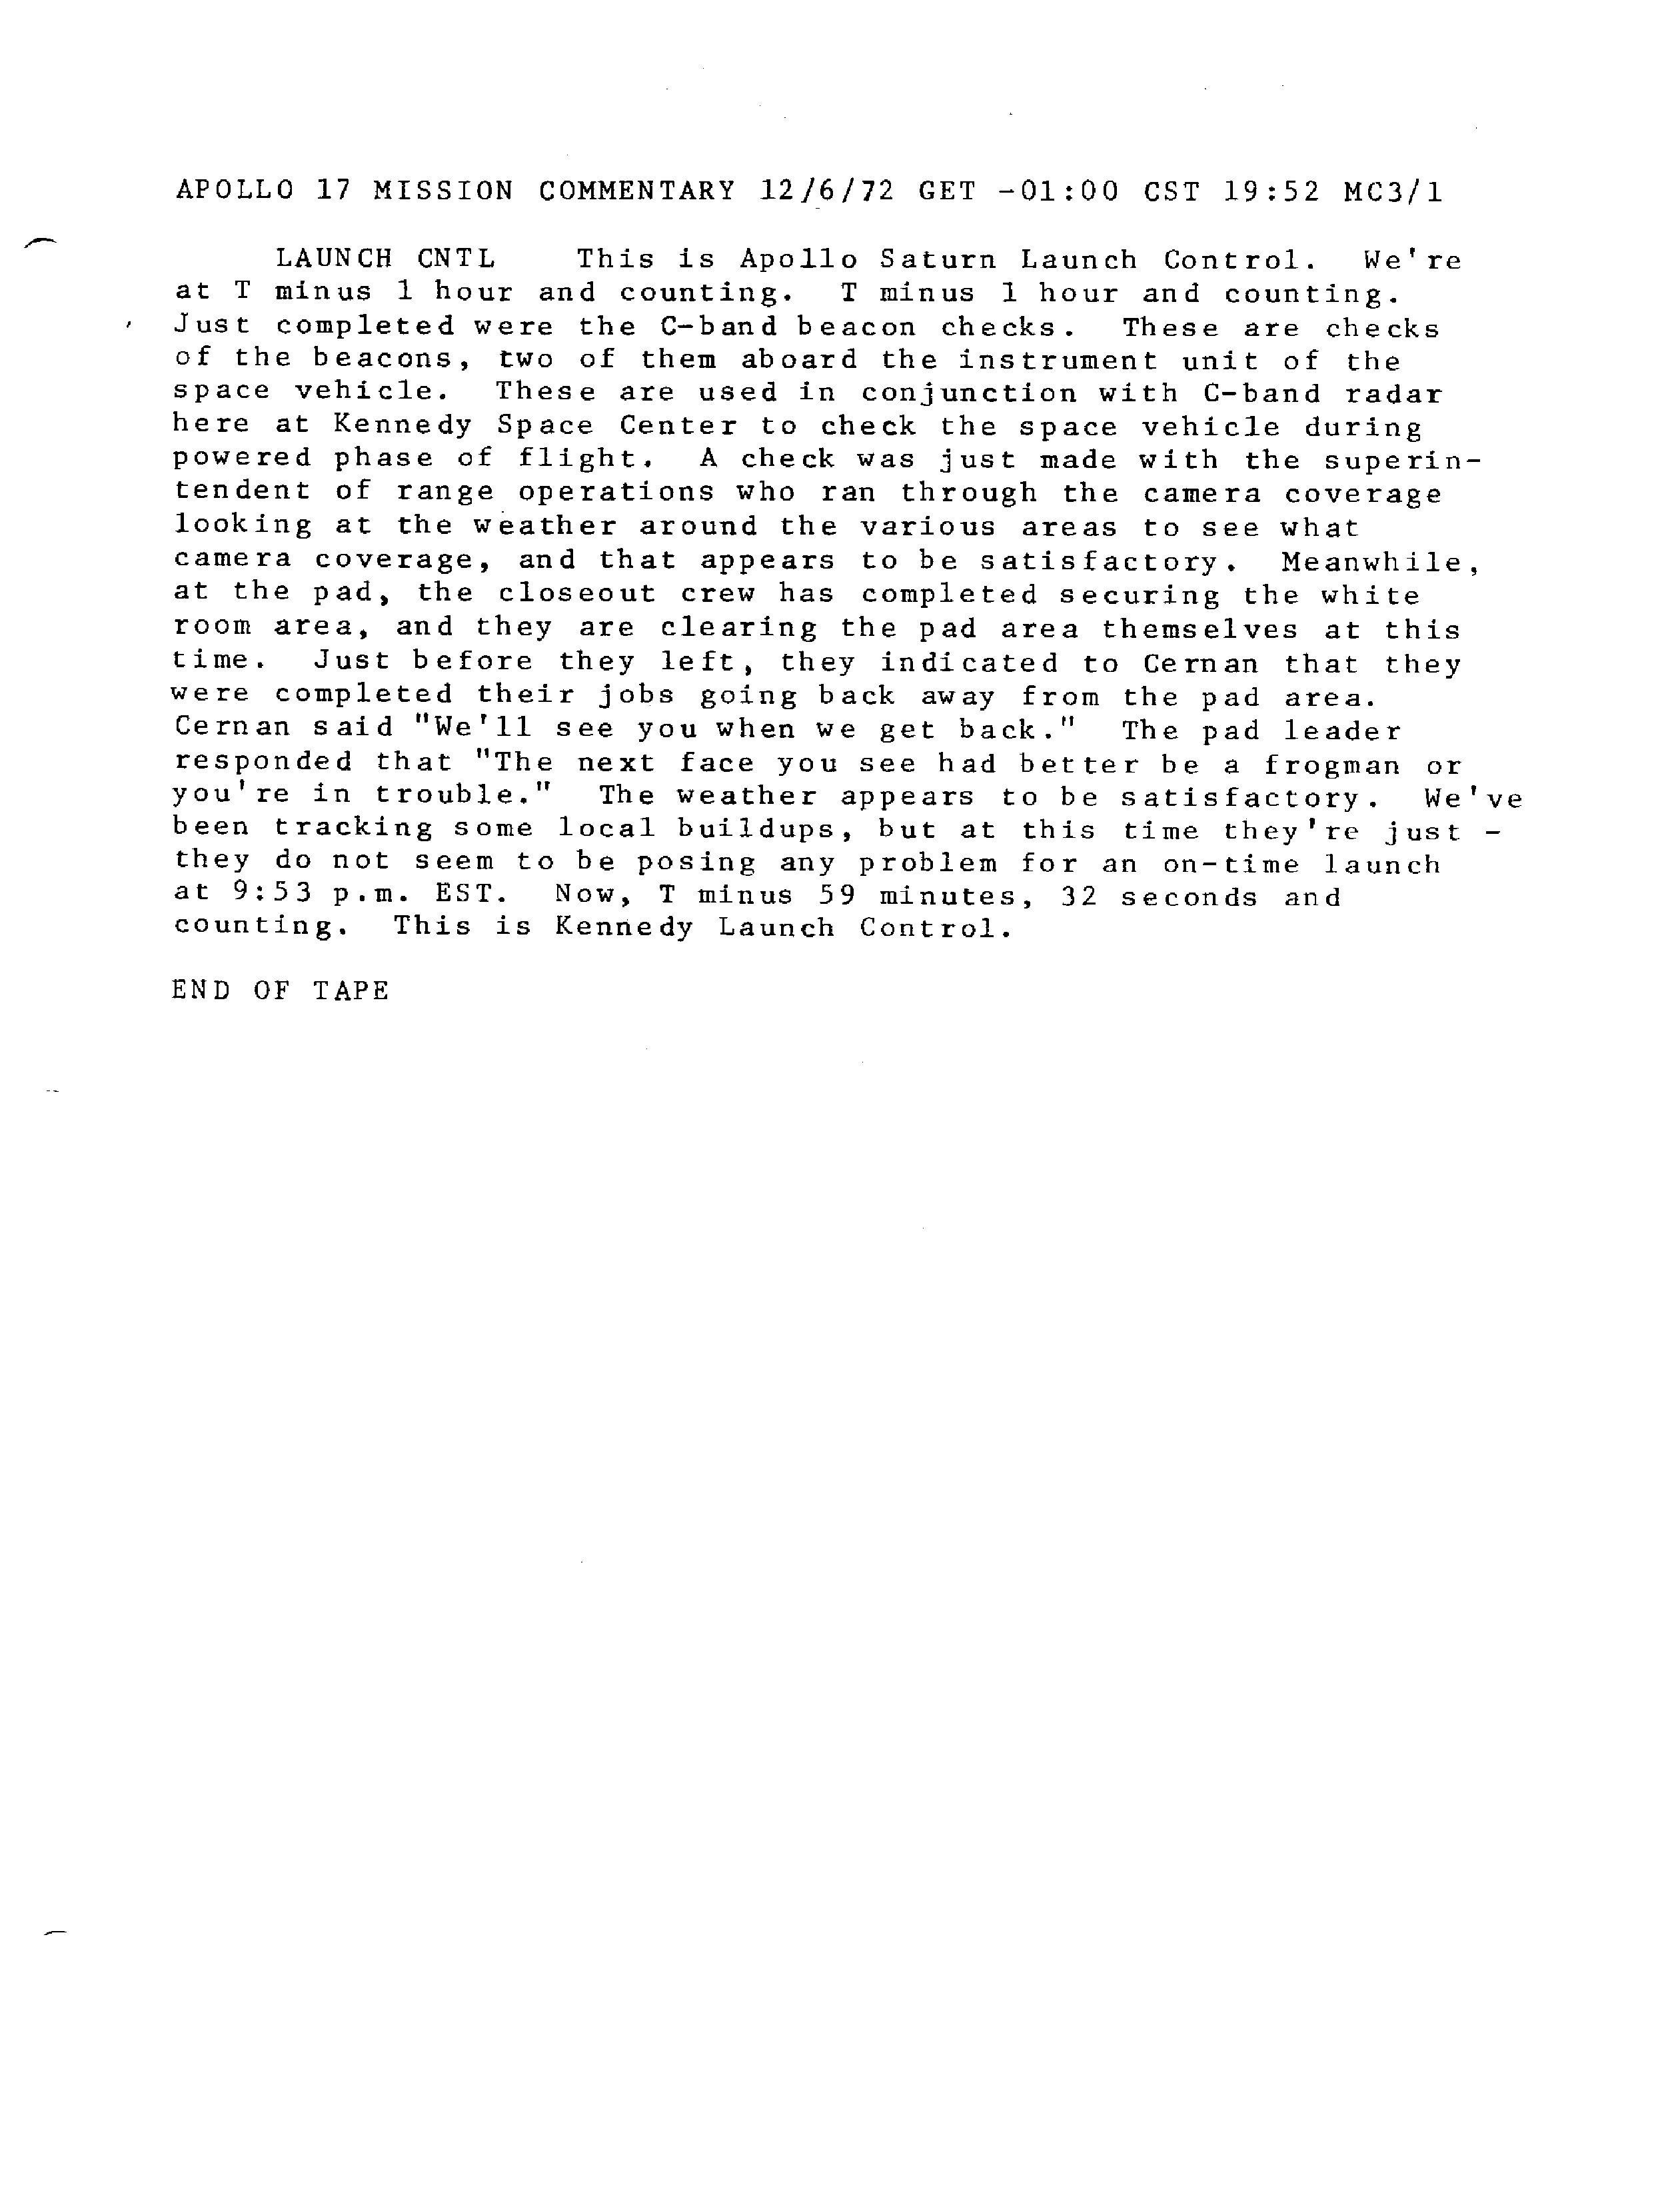 APOLLO 17 MISSION COMMENTARY 12/6/72 GET -01:00 CST 19:52 MC3/1
LAUNCH CNTL This is Apollo Saturn Launch Control. We're
at T minus 1 hour and counting. T minus 1 hour and counting.
Just completed were the C-band beacon checks. These are checks
of the beacons, two of them aboard the instrument unit of the
space vehicle. These are used in conjunction with C-band radar
here at Kennedy Space Center to check the space vehicle during
powered phase of flight. A check was just made with the superin-
tendent of range operations who ran through the camera coverage
looking at the weather around the various areas to see what
camera coverage, and that appears to be satisfactory. Meanwhile,
at the pad, the closeout crew has completed securing the white
room area, and they are clearing the pad area themselves at this
time. Just before they left, they indicated to Cernan that they
were completed their jobs going back away from the pad area.
Cernan said "We'll see you when we get back." The pad leader
responded that "The next face you see had better be a frogman or
you're in trouble." The weather appears to be satisfactory. We've
been tracking some local buildups, but at this time they're just -
they do not seem to be posing any problem for an on-time launch
at 9:53 p.m. EST. Now, T minus 59 minutes, 32 seconds and
counting. This is Kennedy Launch Control.
END OF TAPE